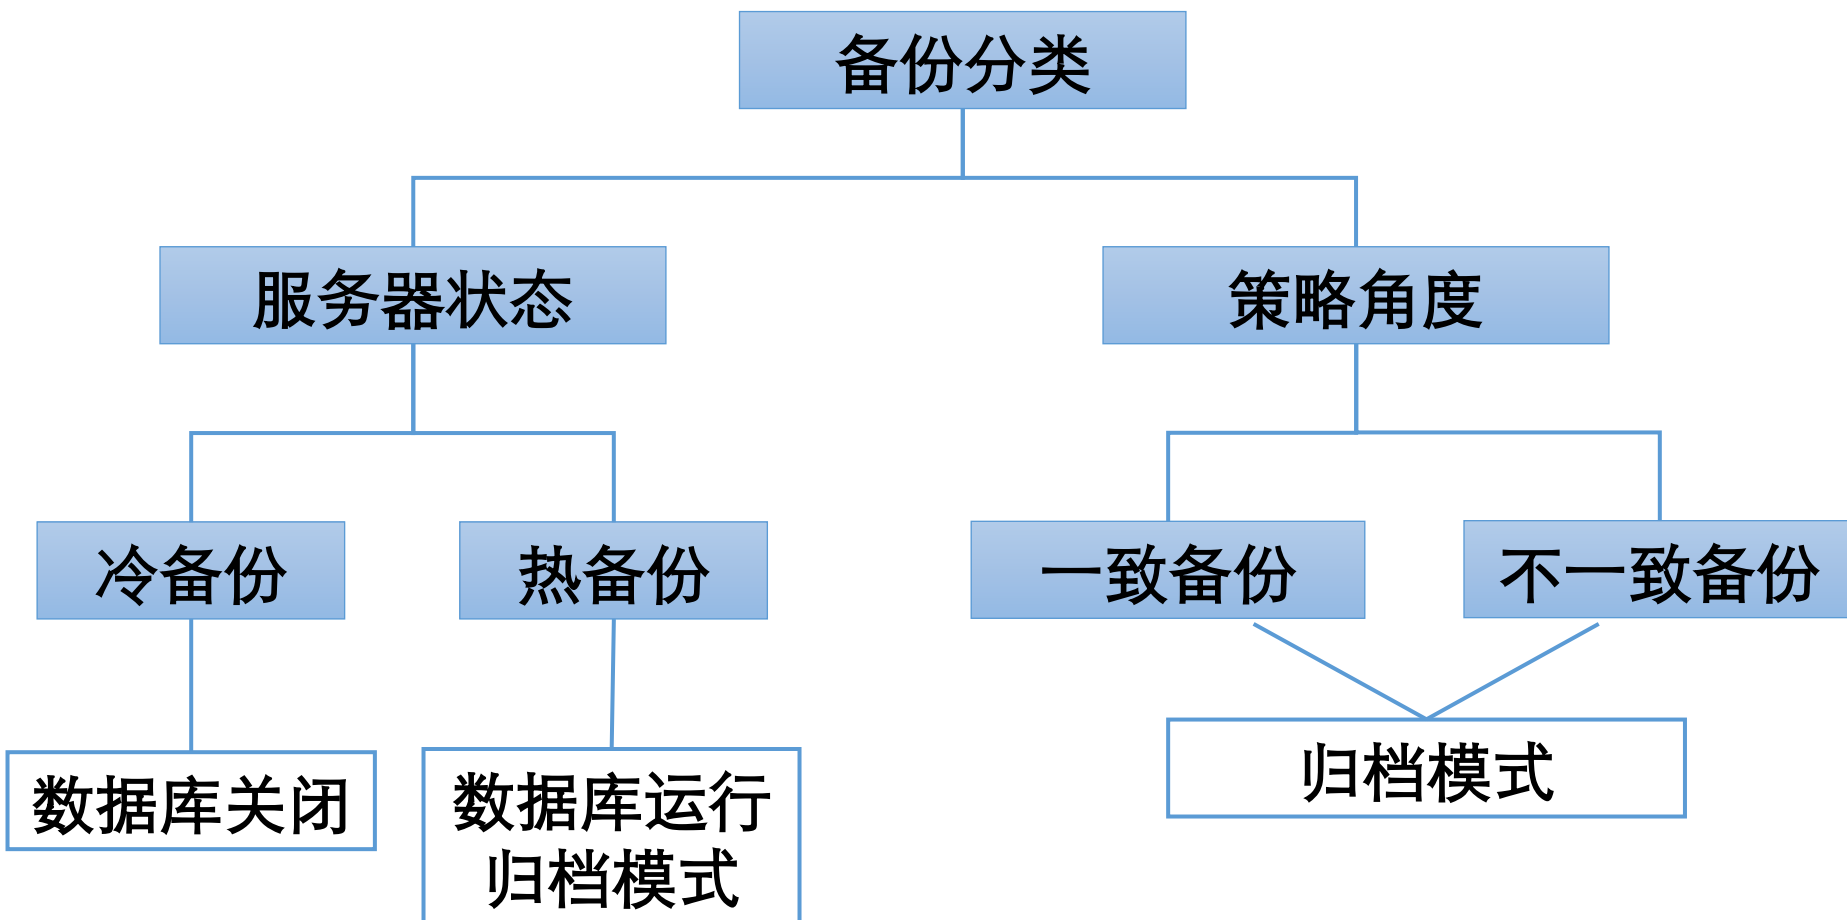 备份分类
服务器状态
策略角度
冷备份
热备份
一致备份
不一致备份
数据库关闭
数据库运行
归档模式
归档模式